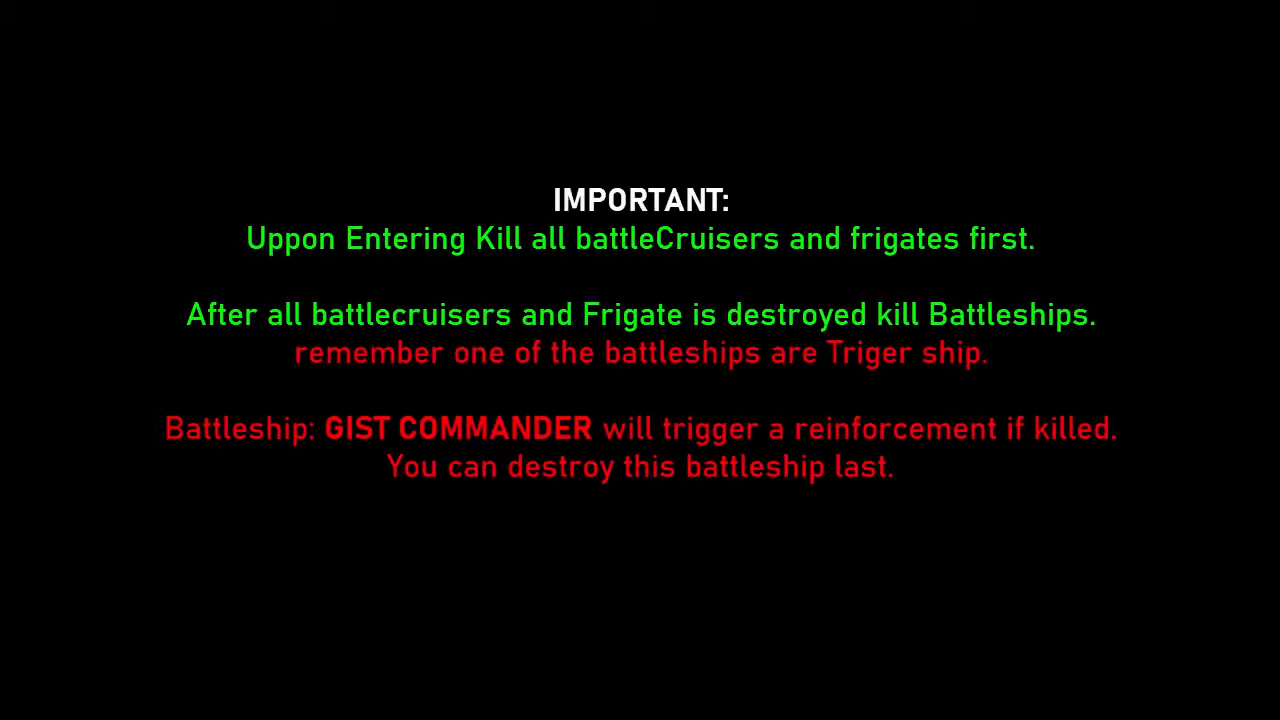 IMPORTANT:
Uppon Entering Kill all battleCruisers and frigates first.
After all battlecruisers and Frigate is destroyed kill Battleships.
remember one of the battleships are Triger ship.
Battleship: GIST COMMANDER will trigger a reinforcement if killed.
You can destroy this battleship last.